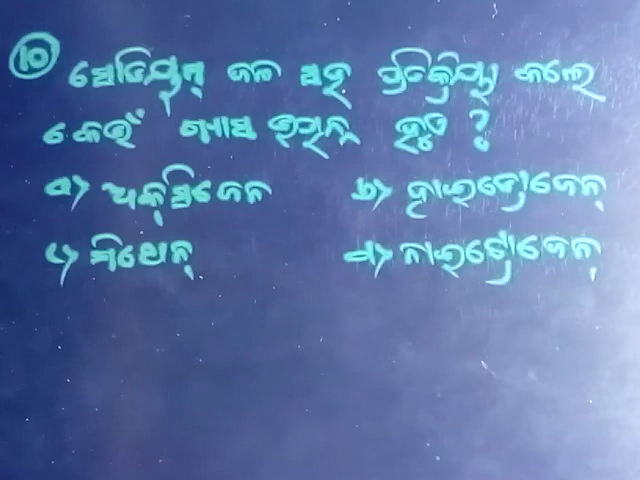 10 ସୋଡିୟମ୍ ଜଳ ସହ ପ୍ରତିକ୍ରିୟା କଲେ
କେଉଁ ଗ୍ୟାସ ଉତ୍ପନ୍ନ ହୁଏ ?
a) ଅକ୍ସିଜେନ b) ହାଇଡ୍ରୋଜେନ୍
c) ମିଥେନ୍ d) ନାଇଟ୍ରୋଜେନ୍